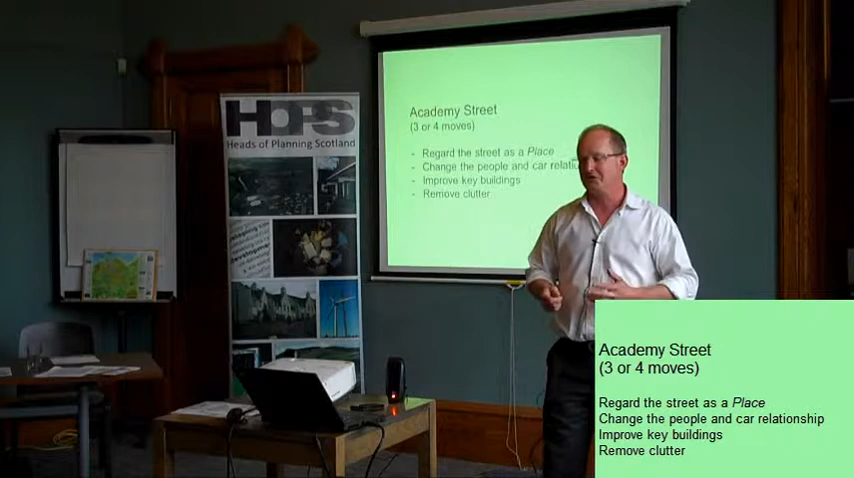 HOPS
Heads of Planning Scotland
Academy Street
(3 or 4 moves)
- Regard the street as a Place
- Change the people and car
- Improve key buildings
- Remove clutter
Academy Street
(3 or 4 moves)
Regard the street as a Place
Change the people and car relationship
Improve key buildings
Remove clutter